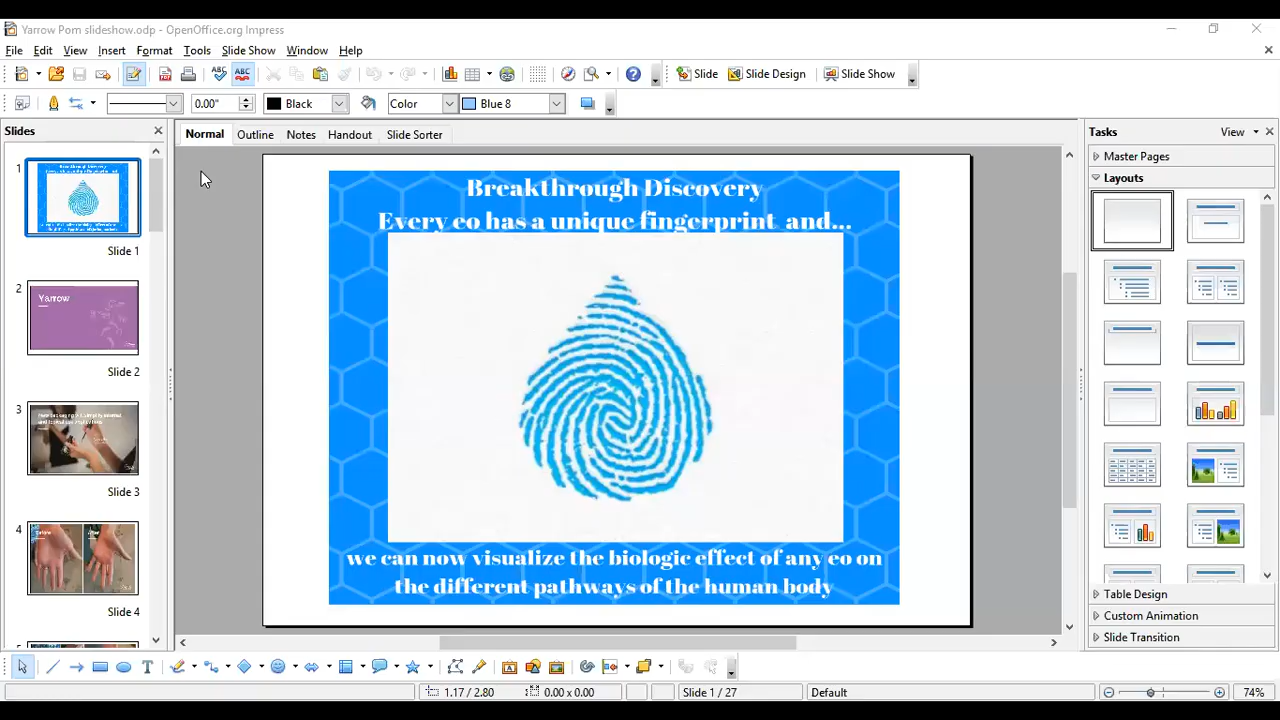 Yarrow Pom slideshow.odp - OpenOffice.org Impress
File Edit View Insert Format Tools Slide Show Window Help
Slide Slide Design Slide Show
0.00" Black Color Blue 8
Slides
Normal Outline Notes Handout Slide Sorter
Tasks View
Master Pages
Layouts
1
Slide 1
2
Yarrow
Slide 2
3
Slide 3
4
Slide 4
Breakthrough Discovery
Every eo has a unique fingerprint and...
we can now visualize the biologic effect of any eo on
the different pathways of the human body
Table Design
Custom Animation
Slide Transition
1.17 / 2.80 0.00 x 0.00 Slide 1 / 27 Default 74%